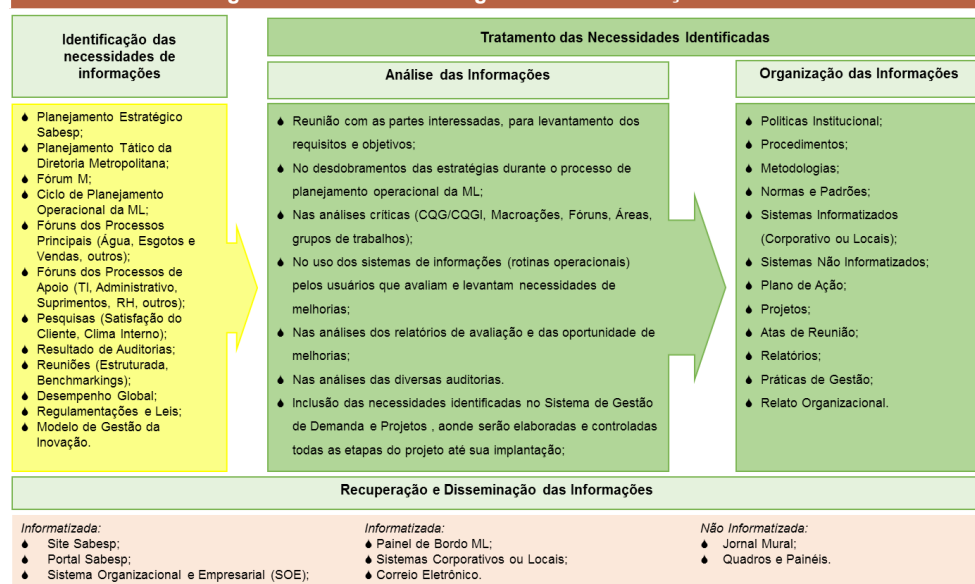 Identificação das
necessidades de
informações
Planejamento Estratégico
Sabesp;
Planejamento Tático da
Diretoria Metropolitana;
Fórum M;
Ciclo de Planejamento
Operacional da ML;
Fóruns dos Processos
Principais (Água, Esgotos e
Vendas, outros);
Fóruns dos Processos de
Apoio (TI, Administrativo,
Suprimentos, RH, outros);
Pesquisas (Satisfação do
Cliente, Clima Interno);
Resultado de Auditorias;
Reuniões (Estruturada,
Benchmarkings);
Desempenho Global;
Regulamentações e Leis;
Modelo de Gestão da
Inovação.
Tratamento das Necessidades Identificadas
Análise das Informações
Reunião com as partes interessadas, para levantamento dos
requisitos e objetivos;
No desdobramentos das estratégias durante o processo de
planejamento operacional da ML;
Nas análises críticas (CQG/CQGI, Macroações, Fóruns, Áreas,
grupos de trabalhos);
No uso dos sistemas de informações (rotinas operacionais)
pelos usuários que avaliam e levantam necessidades de
melhorias;
Nas análises dos relatórios de avaliação e das oportunidade de
melhorias;
Nas análises das diversas auditorias.
Inclusão das necessidades identificadas no Sistema de Gestão
de Demanda e Projetos , aonde serão elaboradas e controladas
todas as etapas do projeto até sua implantação;
Organização das Informações
Politicas Institucional;
Procedimentos;
Metodologias;
Normas e Padrões;
Sistemas Informatizados
(Corporativo ou Locais);
Sistemas Não Informatizados;
Plano de Ação;
Projetos;
Atas de Reunião;
Relatórios;
Práticas de Gestão;
Relato Organizacional.
Recuperação e Disseminação das Informações
Informatizada:
Site Sabesp;
Portal Sabesp;
Sistema Organizacional e Empresarial (SOE);
Informatizada:
Painel de Bordo ML;
Sistemas Corporativos ou Locais;
Correio Eletrônico.
Não Informatizada:
Jornal Mural;
Quadros e Painéis.